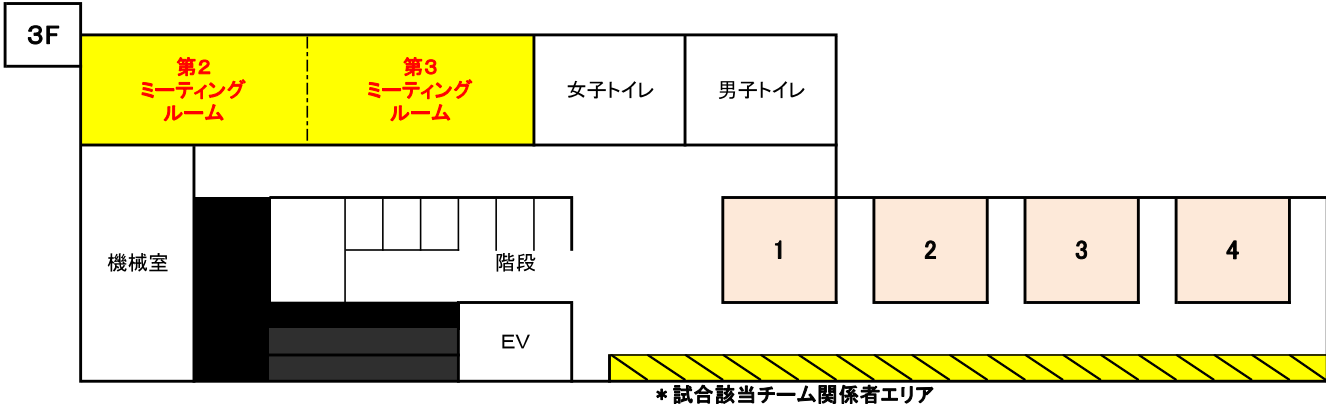 3F
第2
ミーティング
ルーム
第3
ミーティング
ルーム
女子トイレ
男子トイレ
機械室
階段
EV
1
2
3
4
*試合該当チーム関係者エリア